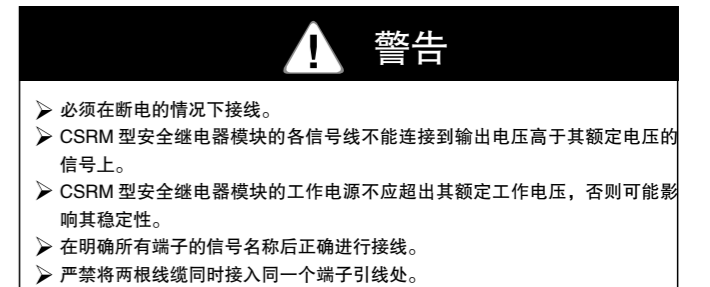 警告
➢ 必须在断电的情况下接线。
➢ CSRM 型安全继电器模块的各信号线不能连接到输出电压高于其额定电压的
信号上。
➢ CSRM 型安全继电器模块的工作电源不应超出其额定工作电压，否则可能影
响其稳定性。
➢ 在明确所有端子的信号名称后正确进行接线。
➢ 严禁将两根线缆同时接入同一个端子引线处。